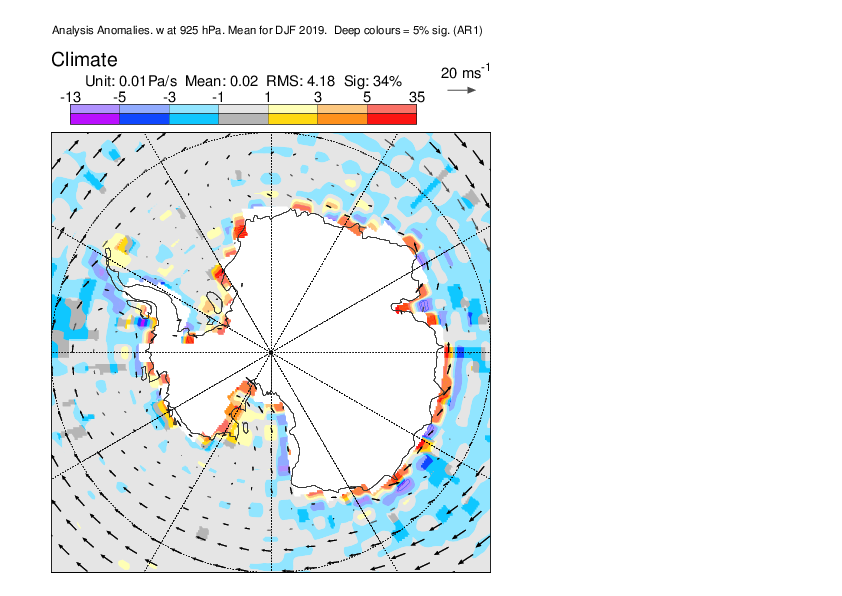 Analysis Anomalies. w at 925 hPa. Mean for DJF 2019. Deep colours = 5% sig. (AR1)
Climate
20 ms-1
Unit: 0.01Pa/s Mean: 0.02 RMS: 4.18 Sig: 34%
-13 -5 -3 -1 1 3 5 35